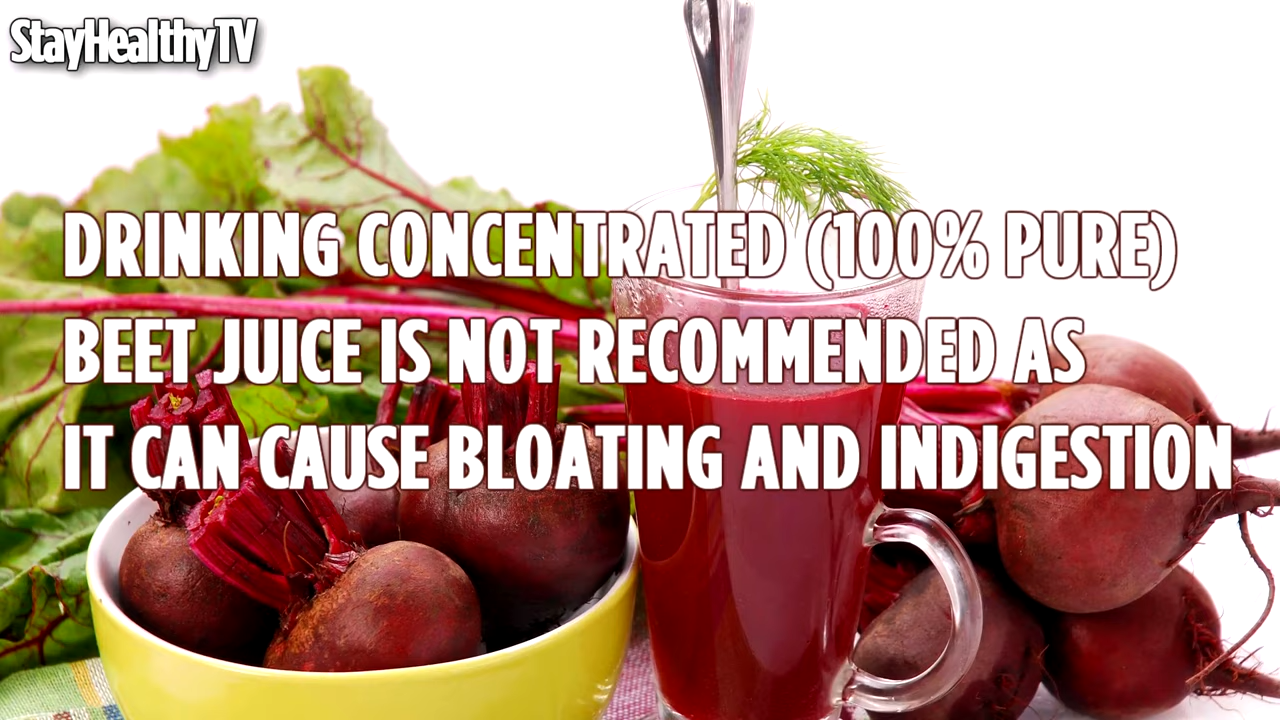 StayHealthyTV
DRINKING CONCENTRATED (100% PURE)
BEET JUICE IS NOT RECOMMENDED AS
IT CAN CAUSE BLOATING AND INDIGESTION